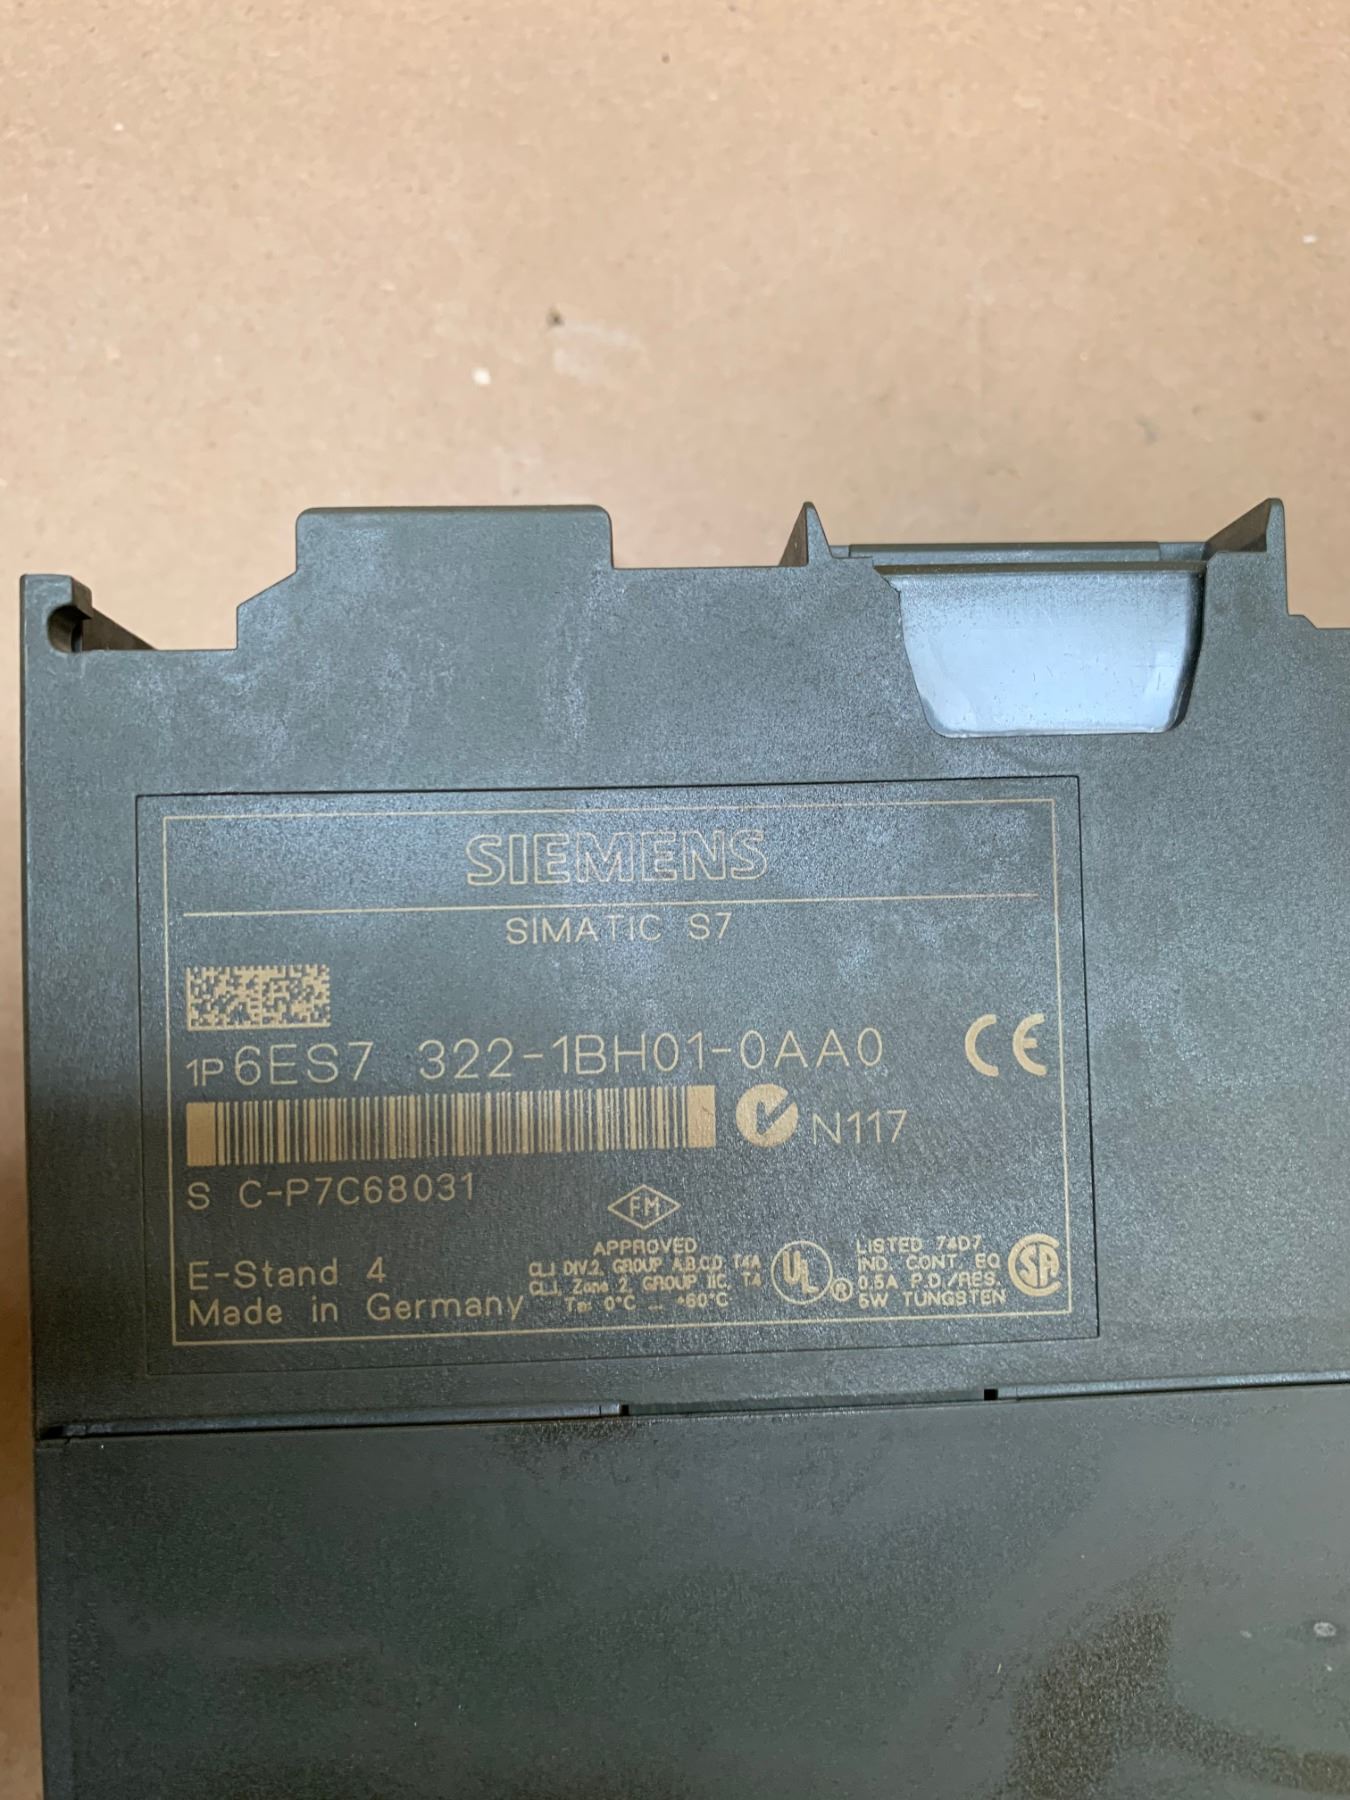 SIEMENS
SIMATIC S7
1P 6ES7 322-1BH01-0AA0
CE
N117
S C-P7C68031
FM
APPROVED
CL.I, DIV.2, GROUP A,B,C,D T4A
CL.I, Zone 2, GROUP IIC, T4
Ta: 0°C ... +60°C
UL ®
LISTED 74D7
IND. CONT. EQ
0.5A P.D./RES.
5W TUNGSTEN
SA
E-Stand 4
Made in Germany